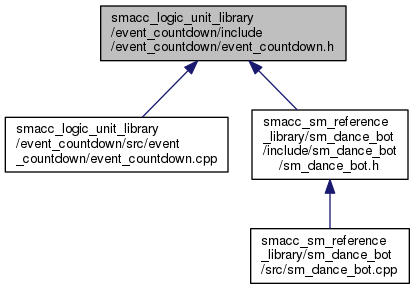 smacc_logic_unit_library
/event_countdown/include
/event_countdown/event_countdown.h
smacc_logic_unit_library
/event_countdown/src/event
_countdown/event_countdown.cpp
smacc_sm_reference
_library/sm_dance_bot
/include/sm_dance_bot
/sm_dance_bot.h
smacc_sm_reference
_library/sm_dance_bot
/src/sm_dance_bot.cpp